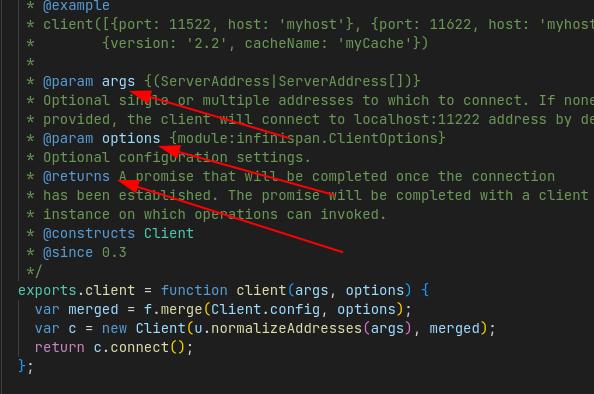 * @example
* client([{port: 11522, host: 'myhost'}, {port: 11622, host: 'myhost
*         {version: '2.2', cacheName: 'myCache'})
*
* @param args {(ServerAddress|ServerAddress[])}
* Optional single or multiple addresses to which to connect. If none
* provided, the client will connect to localhost:11222 address by de
* @param options {module:infinispan.ClientOptions}
* Optional configuration settings.
* @returns A promise that will be completed once the connection
* has been established. The promise will be completed with a client
* instance on which operations can invoked.
* @constructs Client
* @since 0.3
*/
exports.client = function client(args, options) {
  var merged = f.merge(Client.config, options);
  var c = new Client(u.normalizeAddresses(args), merged);
  return c.connect();
};